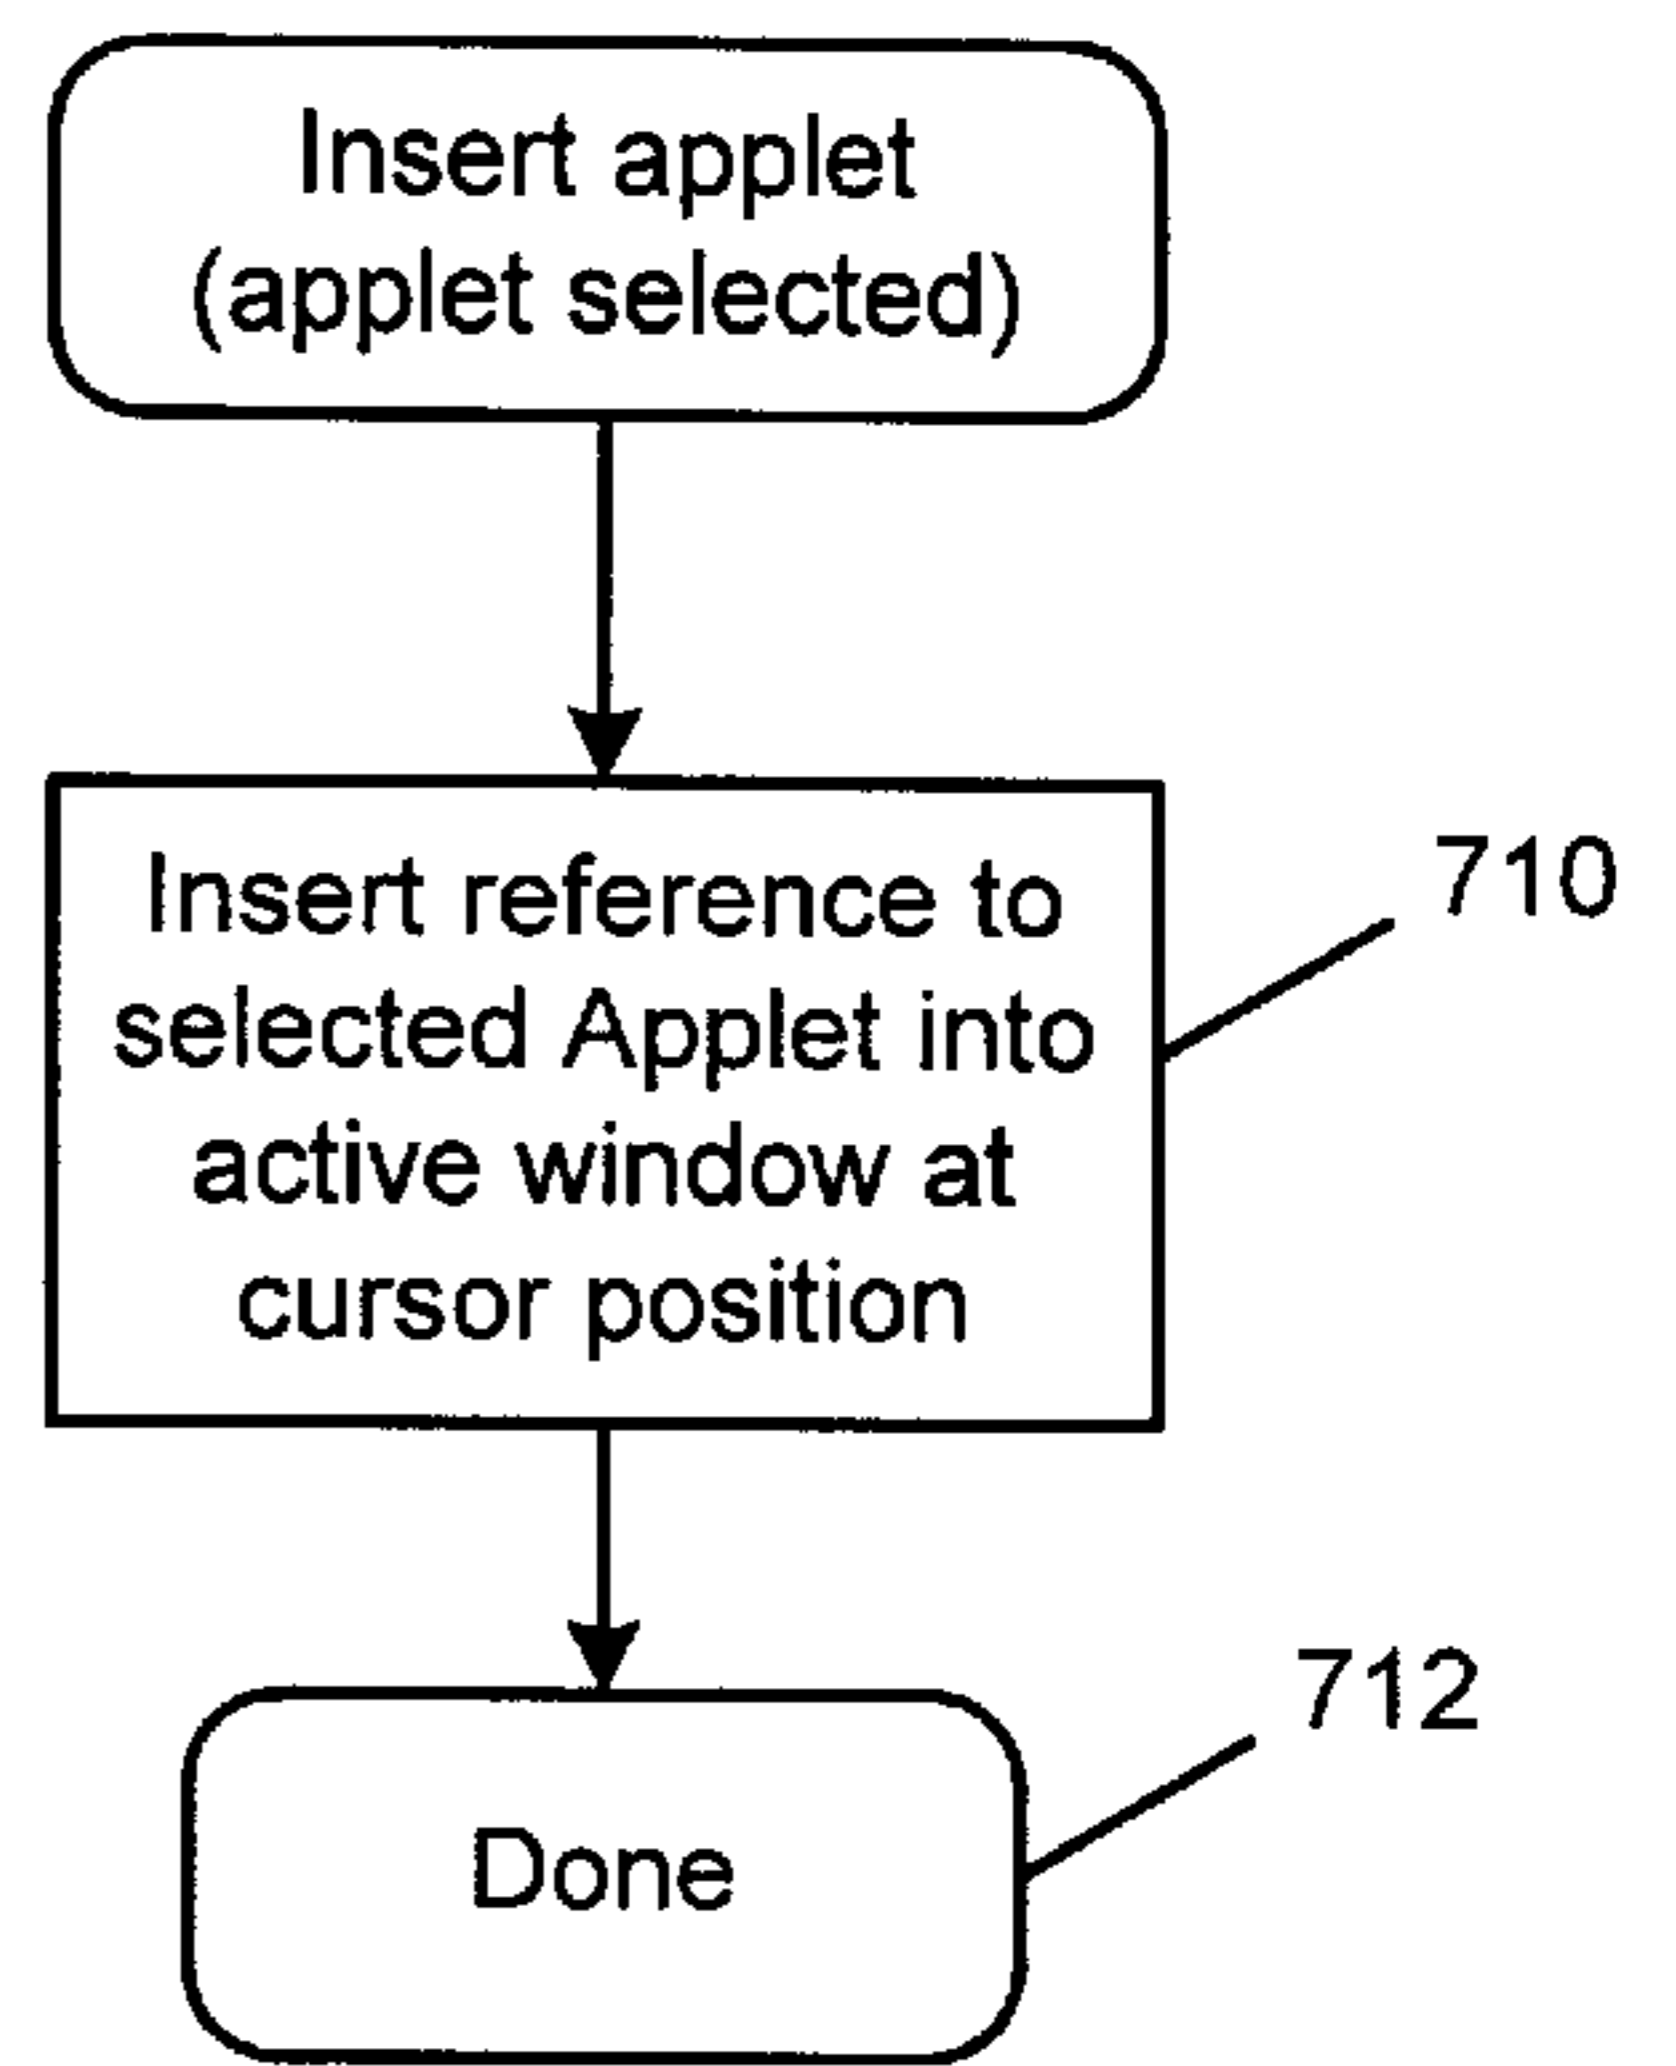 Insert applet
(applet selected)
Insert reference to
selected Applet into
active window at
cursor position
710
Done
712